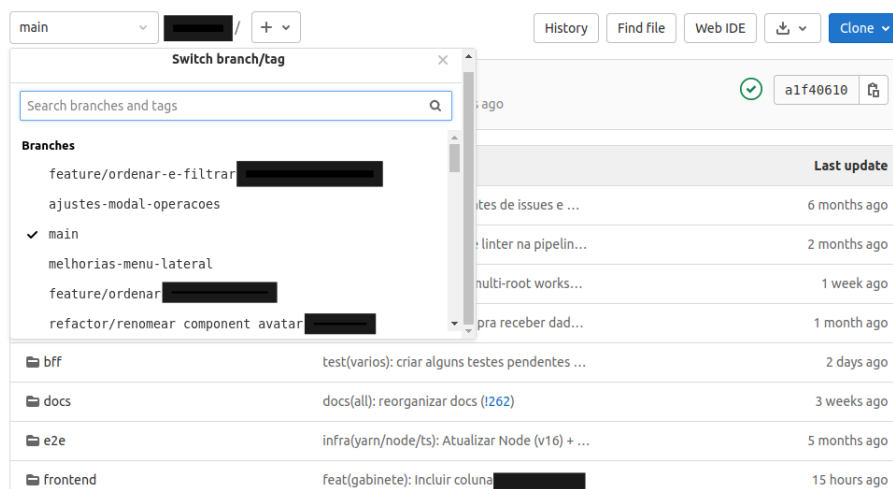 main / +
History Find file Web IDE Clone
Switch branch/tag
Search branches and tags
s ago
a1f40610
Branches
feature/ordenar-e-filtrar
ajustes-modal-operacoes
main
melhorias-menu-lateral
feature/ordenar
refactor/renomear component avatar
Last update
tes de issues e ... 6 months ago
linter na pipelin... 2 months ago
multi-root works... 1 week ago
pra receber dad... 1 month ago
bff test(varios): criar alguns testes pendentes ... 2 days ago
docs docs(all): reorganizar docs (!262) 3 weeks ago
e2e infra(yarn/node/ts): Atualizar Node (v16) + ... 5 months ago
frontend feat(gabinete): Incluir coluna 15 hours ago